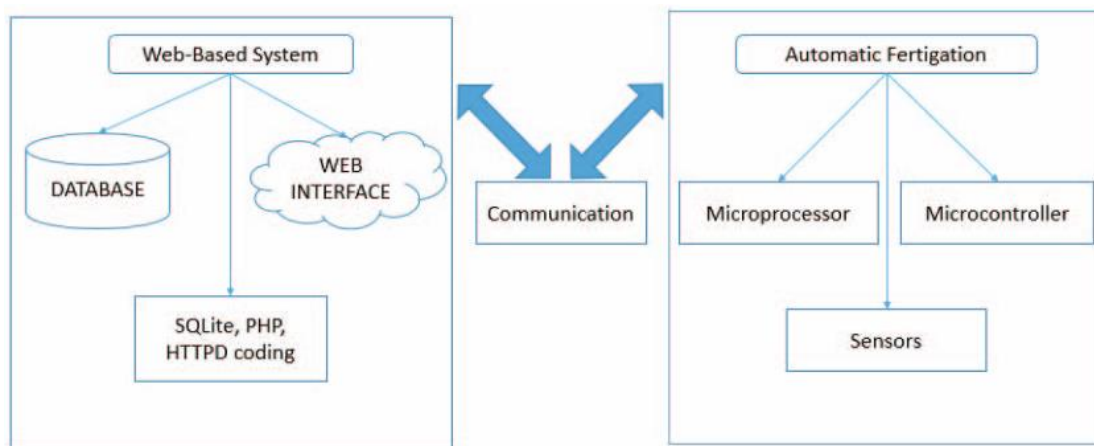 Web-Based System
DATABASE
WEB
INTERFACE
SQLite, PHP,
HTTPD coding
Communication
Automatic Fertigation
Microprocessor
Microcontroller
Sensors